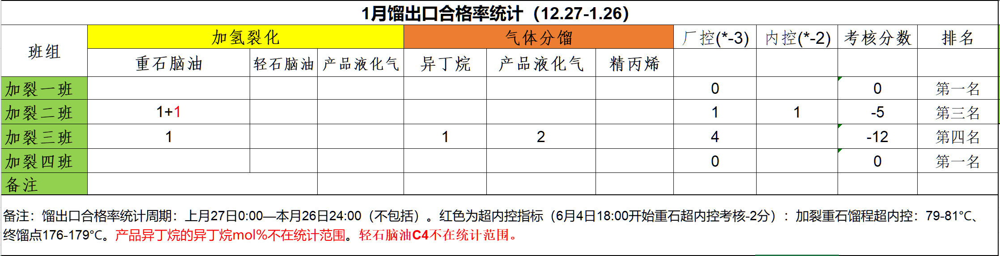 1月馏出口合格率统计（12.27-1.26）
班组 加氢裂化 气体分馏 厂控(*-3) 内控(*-2) 考核分数 排名
重石脑油 轻石脑油 产品液化气 异丁烷 产品液化气 精丙烯
加裂一班 0 0 第一名
加裂二班 1+1 1 1 -5 第三名
加裂三班 1 1 2 4 -12 第四名
加裂四班 0 0 第一名
备注
备注：馏出口合格率统计周期：上月27日0:00—本月26日24:00（不包括）。红色为超内控指标（6月4日18:00开始重石超内控考核-2分）：加裂重石馏程超内控：79-81℃、
终馏点176-179℃。产品异丁烷的异丁烷mol%不在统计范围。轻石脑油C4不在统计范围。